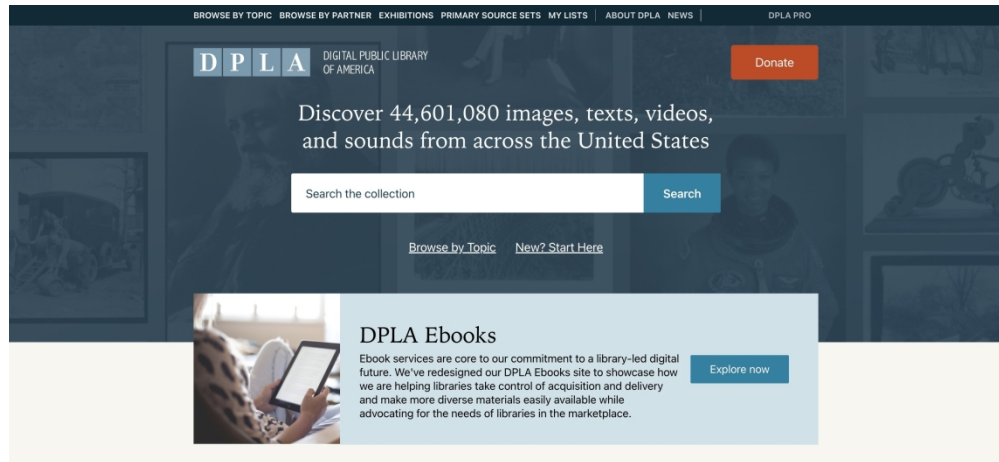 BROWSE BY TOPIC BROWSE BY PARTNER EXHIBITIONS PRIMARY SOURCE SETS MY LISTS ABOUT DPLA NEWS DPLA PRO
DPLA DIGITAL PUBLIC LIBRARY
OF AMERICA
Donate
Discover 44,601,080 images, texts, videos,
and sounds from across the United States
Search the collection
Search
Browse by Topic New? Start Here
DPLA Ebooks
Ebook services are core to our commitment to a library-led digital
future. We've redesigned our DPLA Ebooks site to showcase how
we are helping libraries take control of acquisition and delivery
and make more diverse materials easily available while
advocating for the needs of libraries in the marketplace.
Explore now